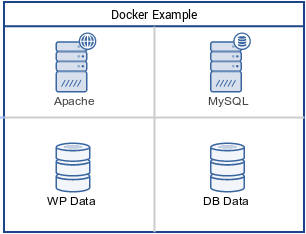 Docker Example
Apache
MySQL
WP Data
DB Data